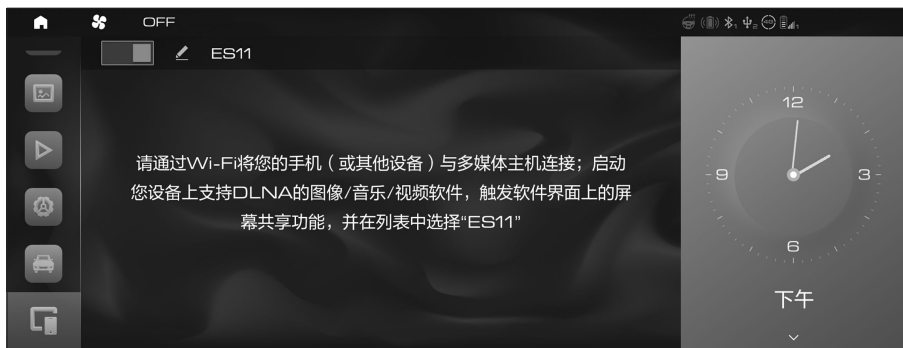 OFF
ES11
请通过Wi-Fi将您的手机（或其他设备）与多媒体主机连接；启动
您设备上支持DLNA的图像/音乐/视频软件，触发软件界面上的屏
幕共享功能，并在列表中选择“ES11”
12
9
3
6
下午